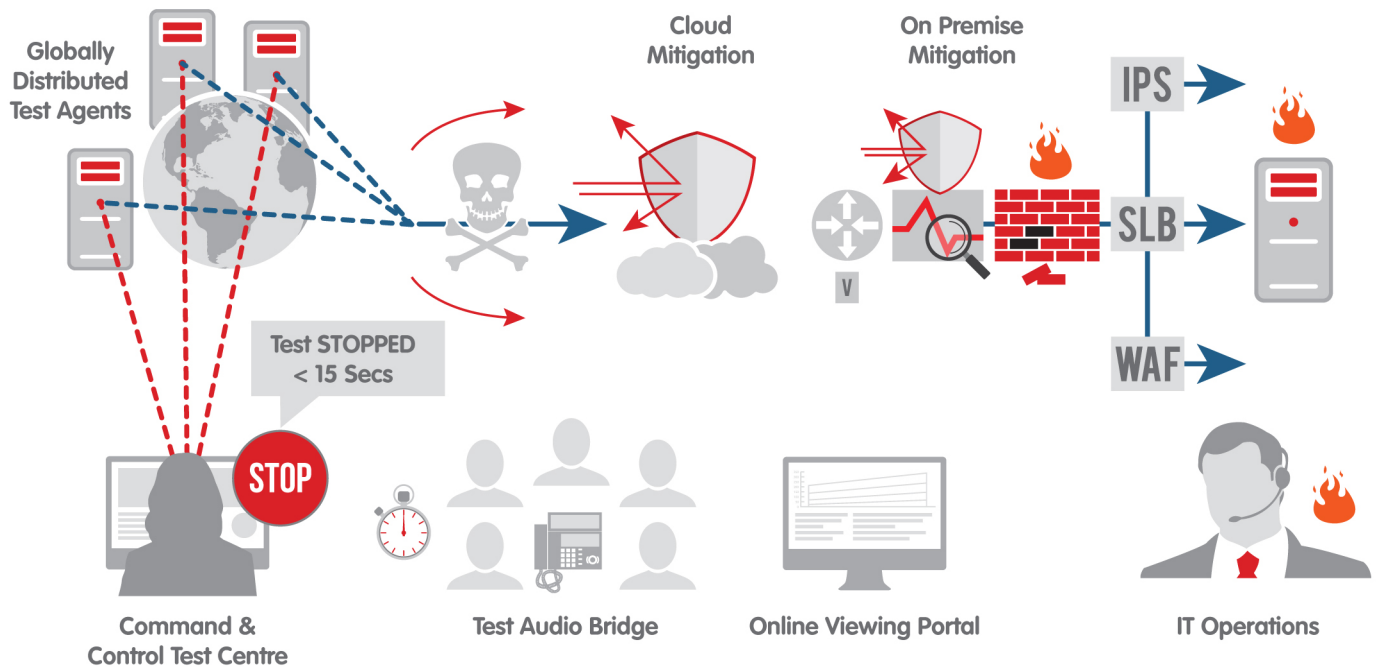 Globally
Distributed
Test Agents
Cloud
Mitigation
On Premise
Mitigation
IPS
SLB
WAF
V
Test STOPPED
< 15 Secs
STOP
Command &
Control Test Centre
Test Audio Bridge
Online Viewing Portal
IT Operations